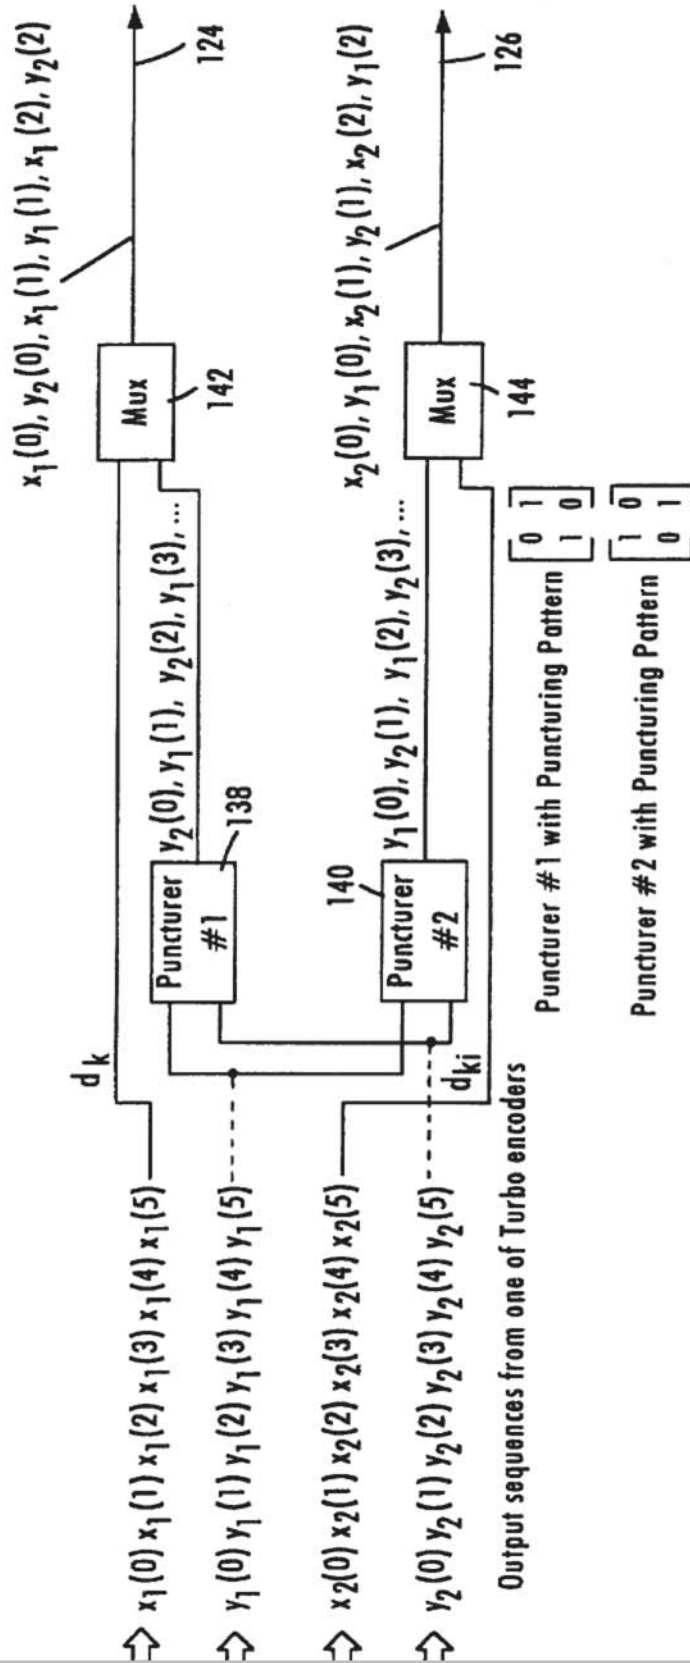 x₁(0), y₂(0), x₁(1), y₁(1), x₁(2), y₂(2)
124
Mux
142
d k
y₂(0), y₁(1), y₂(2), y₁(3), ...
Puncturer
#1
138
x₁(0) x₁(1) x₁(2) x₁(3) x₁(4) x₁(5)
y₁(0) y₁(1) y₁(2) y₁(3) y₁(4) y₁(5)
x₂(0), y₁(0), x₂(1), y₂(1), x₂(2), y₁(2)
126
Mux
144
140
y₁(0), y₂(1), y₁(2), y₂(3), ...
Puncturer
#2
d ki
x₂(0) x₂(1) x₂(2) x₂(3) x₂(4) x₂(5)
y₂(0) y₂(1) y₂(2) y₂(3) y₂(4) y₂(5)
Output sequences from one of Turbo encoders
Puncturer #1 with Puncturing Pattern
0 1
1 0
Puncturer #2 with Puncturing Pattern
1 0
0 1